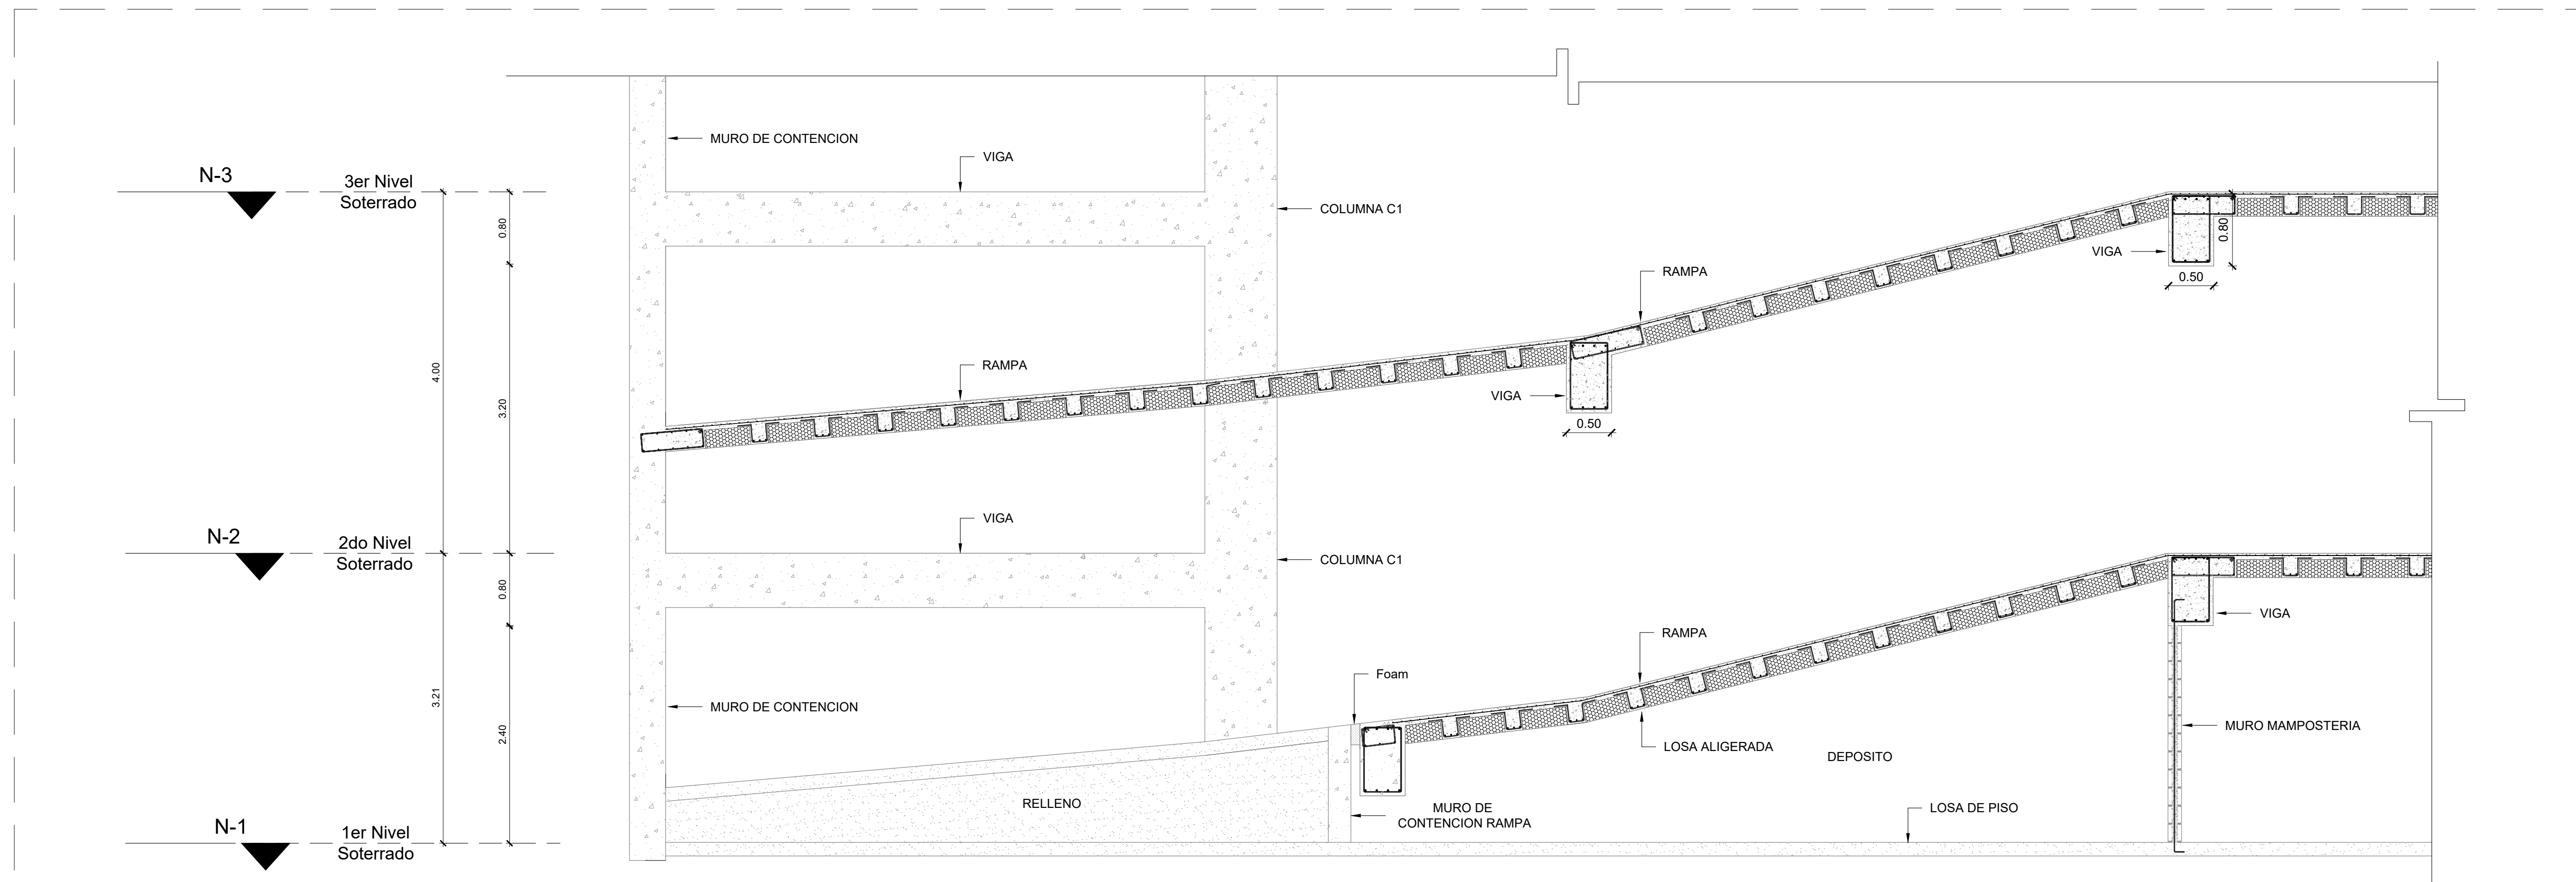 MURO DE CONTENCION
VIGA
N-3
3er Nivel
Soterrado
COLUMNA C1
0.80
0.80
VIGA
0.50
RAMPA
4.00
RAMPA
3.20
VIGA
0.50
VIGA
N-2
2do Nivel
Soterrado
COLUMNA C1
0.80
VIGA
RAMPA
Foam
3.21
MURO DE CONTENCION
2.40
MURO MAMPOSTERIA
LOSA ALIGERADA
DEPOSITO
RELLENO
MURO DE
CONTENCION RAMPA
LOSA DE PISO
N-1
1er Nivel
Soterrado